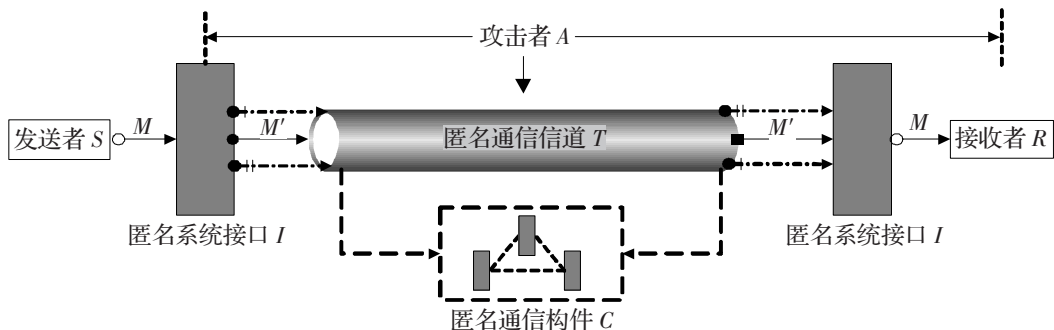 攻击者 A
发送者 S
M
M′
匿名通信信道 T
M′
M
接收者 R
匿名系统接口 I
匿名系统接口 I
匿名通信构件 C